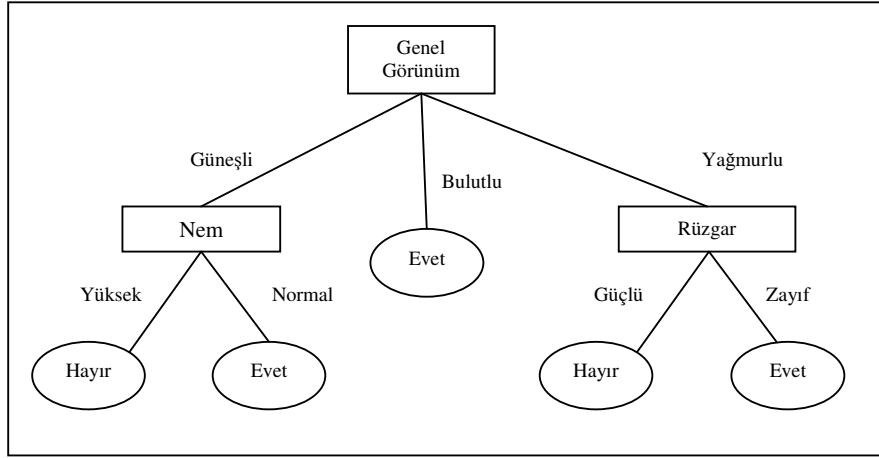 Genel
Görünüm
Güneşli
Bulutlu
Yağmurlu
Nem
Rüzgar
Evet
Yüksek
Normal
Güçlü
Zayıf
Hayır
Evet
Hayır
Evet